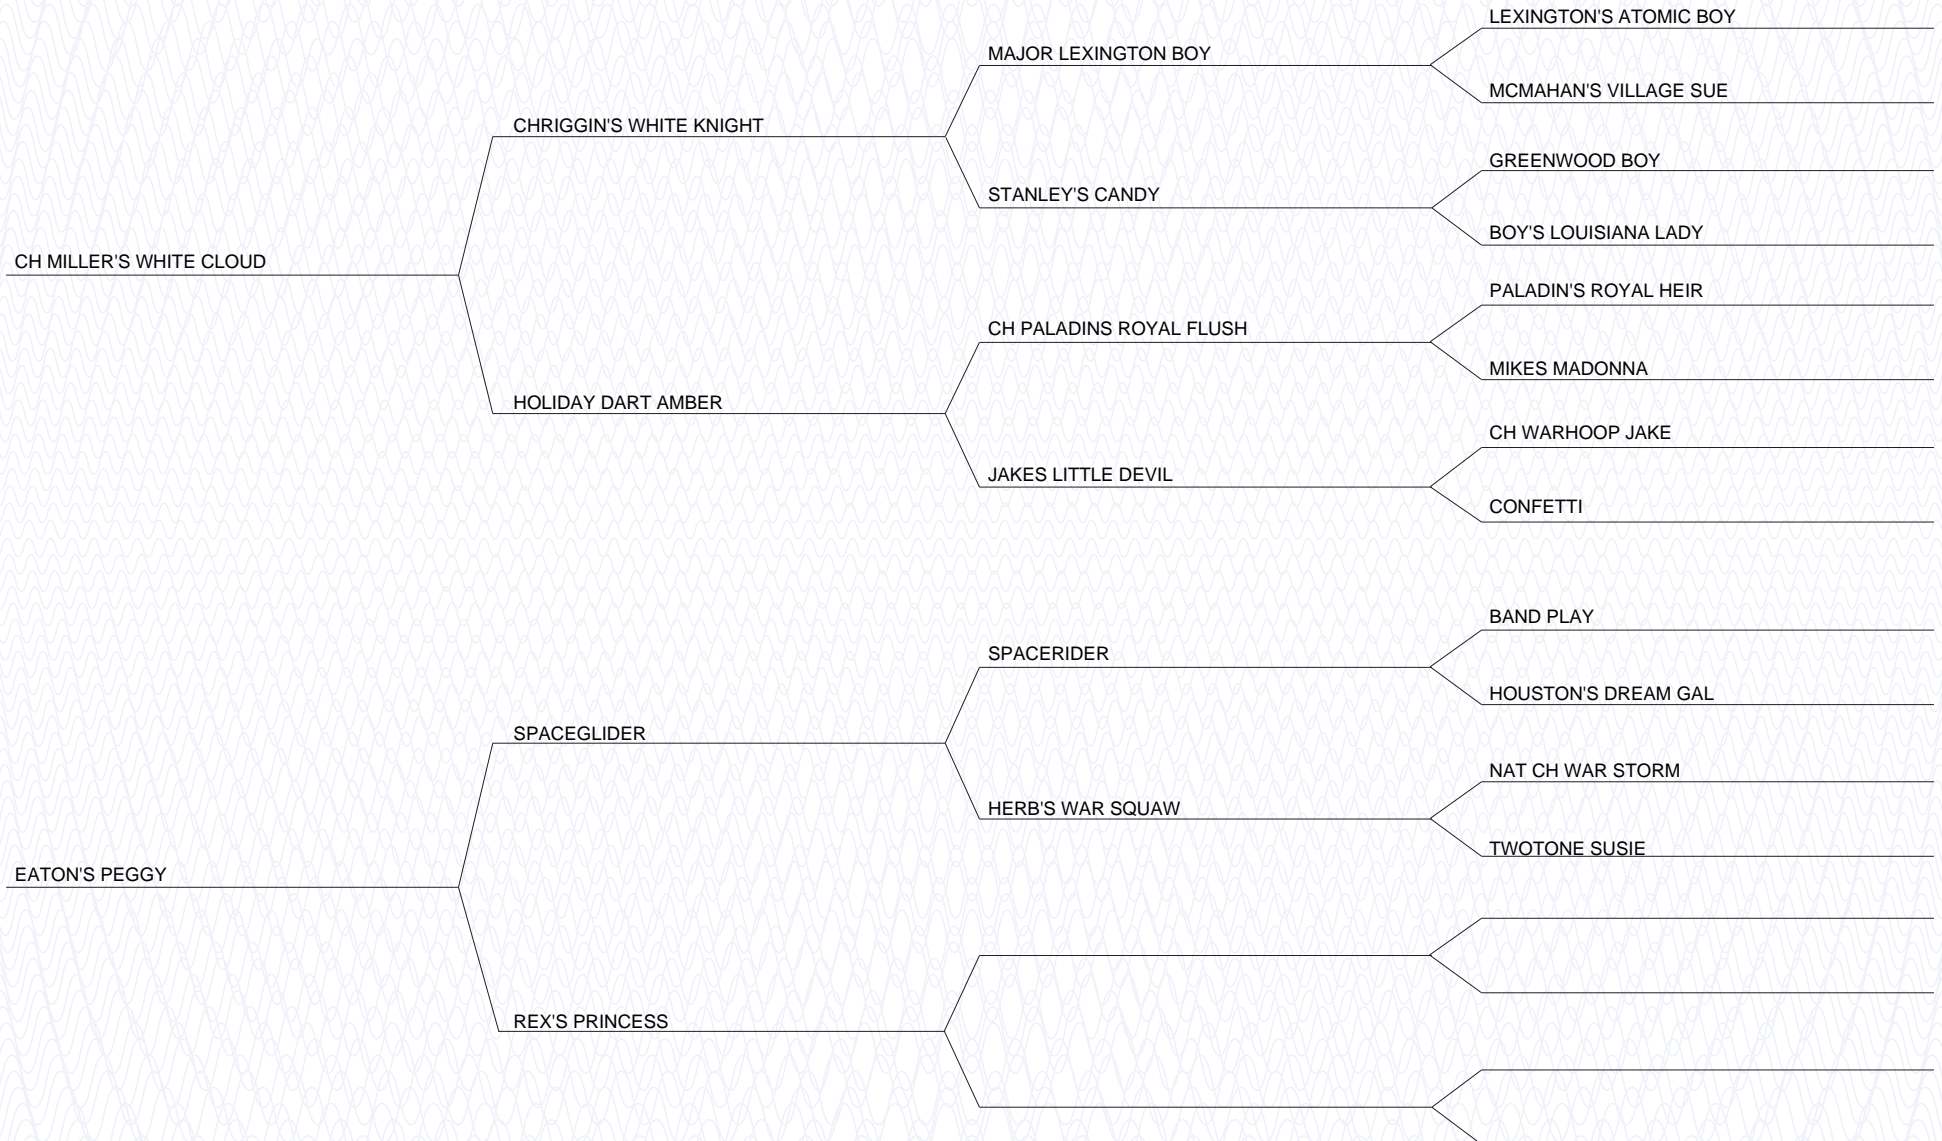 LEXINGTON'S ATOMIC BOY
MAJOR LEXINGTON BOY
MCMAHAN'S VILLAGE SUE
CHRIGGIN'S WHITE KNIGHT
GREENWOOD BOY
STANLEY'S CANDY
BOY'S LOUISIANA LADY
CH MILLER'S WHITE CLOUD
PALADIN'S ROYAL HEIR
CH PALADINS ROYAL FLUSH
MIKES MADONNA
HOLIDAY DART AMBER
CH WARHOOP JAKE
JAKES LITTLE DEVIL
CONFETTI
BAND PLAY
SPACERIDER
HOUSTON'S DREAM GAL
SPACEGLIDER
NAT CH WAR STORM
HERB'S WAR SQUAW
TWOTONE SUSIE
EATON'S PEGGY
REX'S PRINCESS